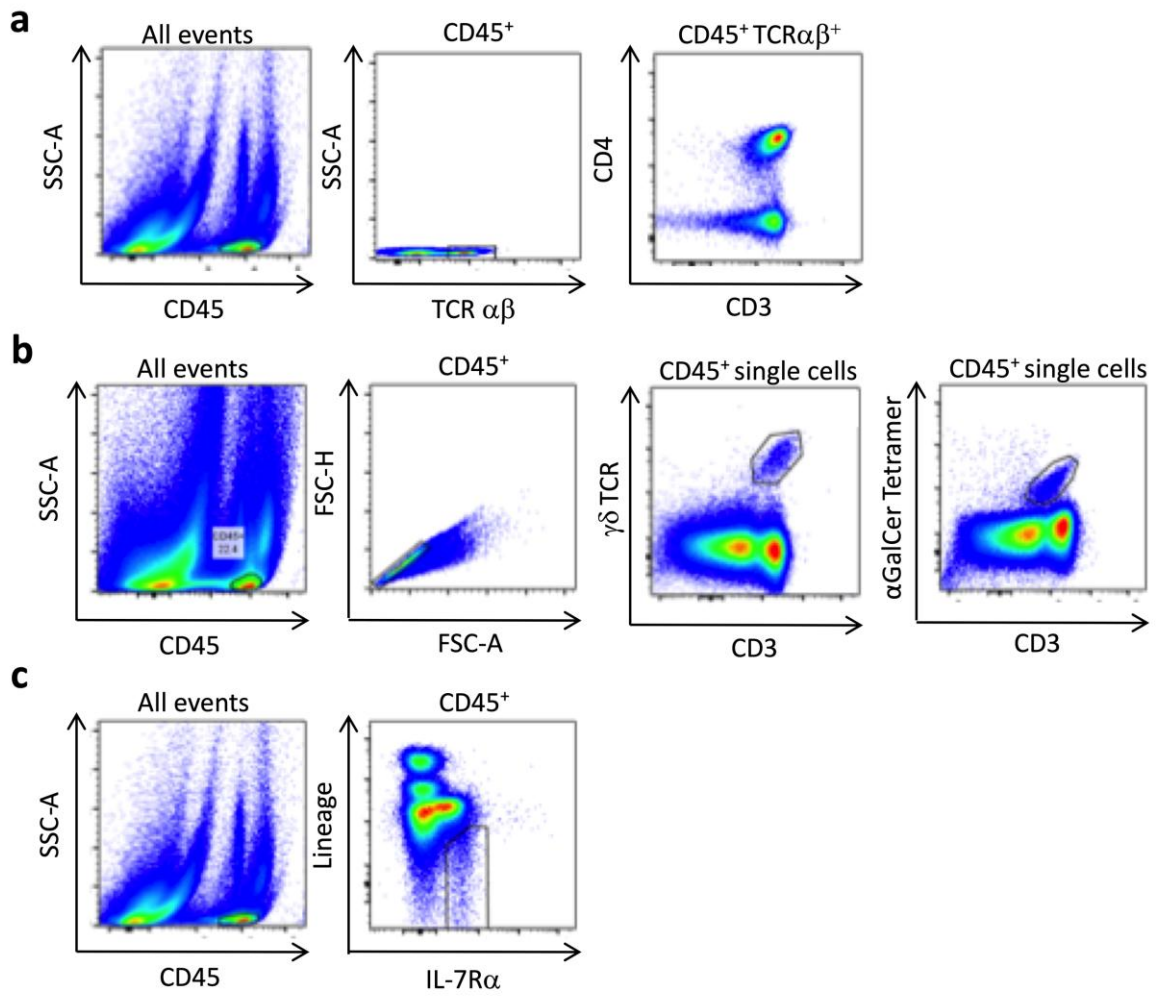 a
All events
CD45⁺
CD45⁺ TCRαβ⁺
SSC-A
SSC-A
CD4
CD45
TCR αβ
CD3
b
All events
CD45⁺
CD45⁺ single cells
CD45⁺ single cells
SSC-A
FSC-H
γδ TCR
αGalCer Tetramer
CD45+
22.4
CD45
FSC-A
CD3
CD3
c
All events
CD45⁺
SSC-A
Lineage
CD45
IL-7Rα